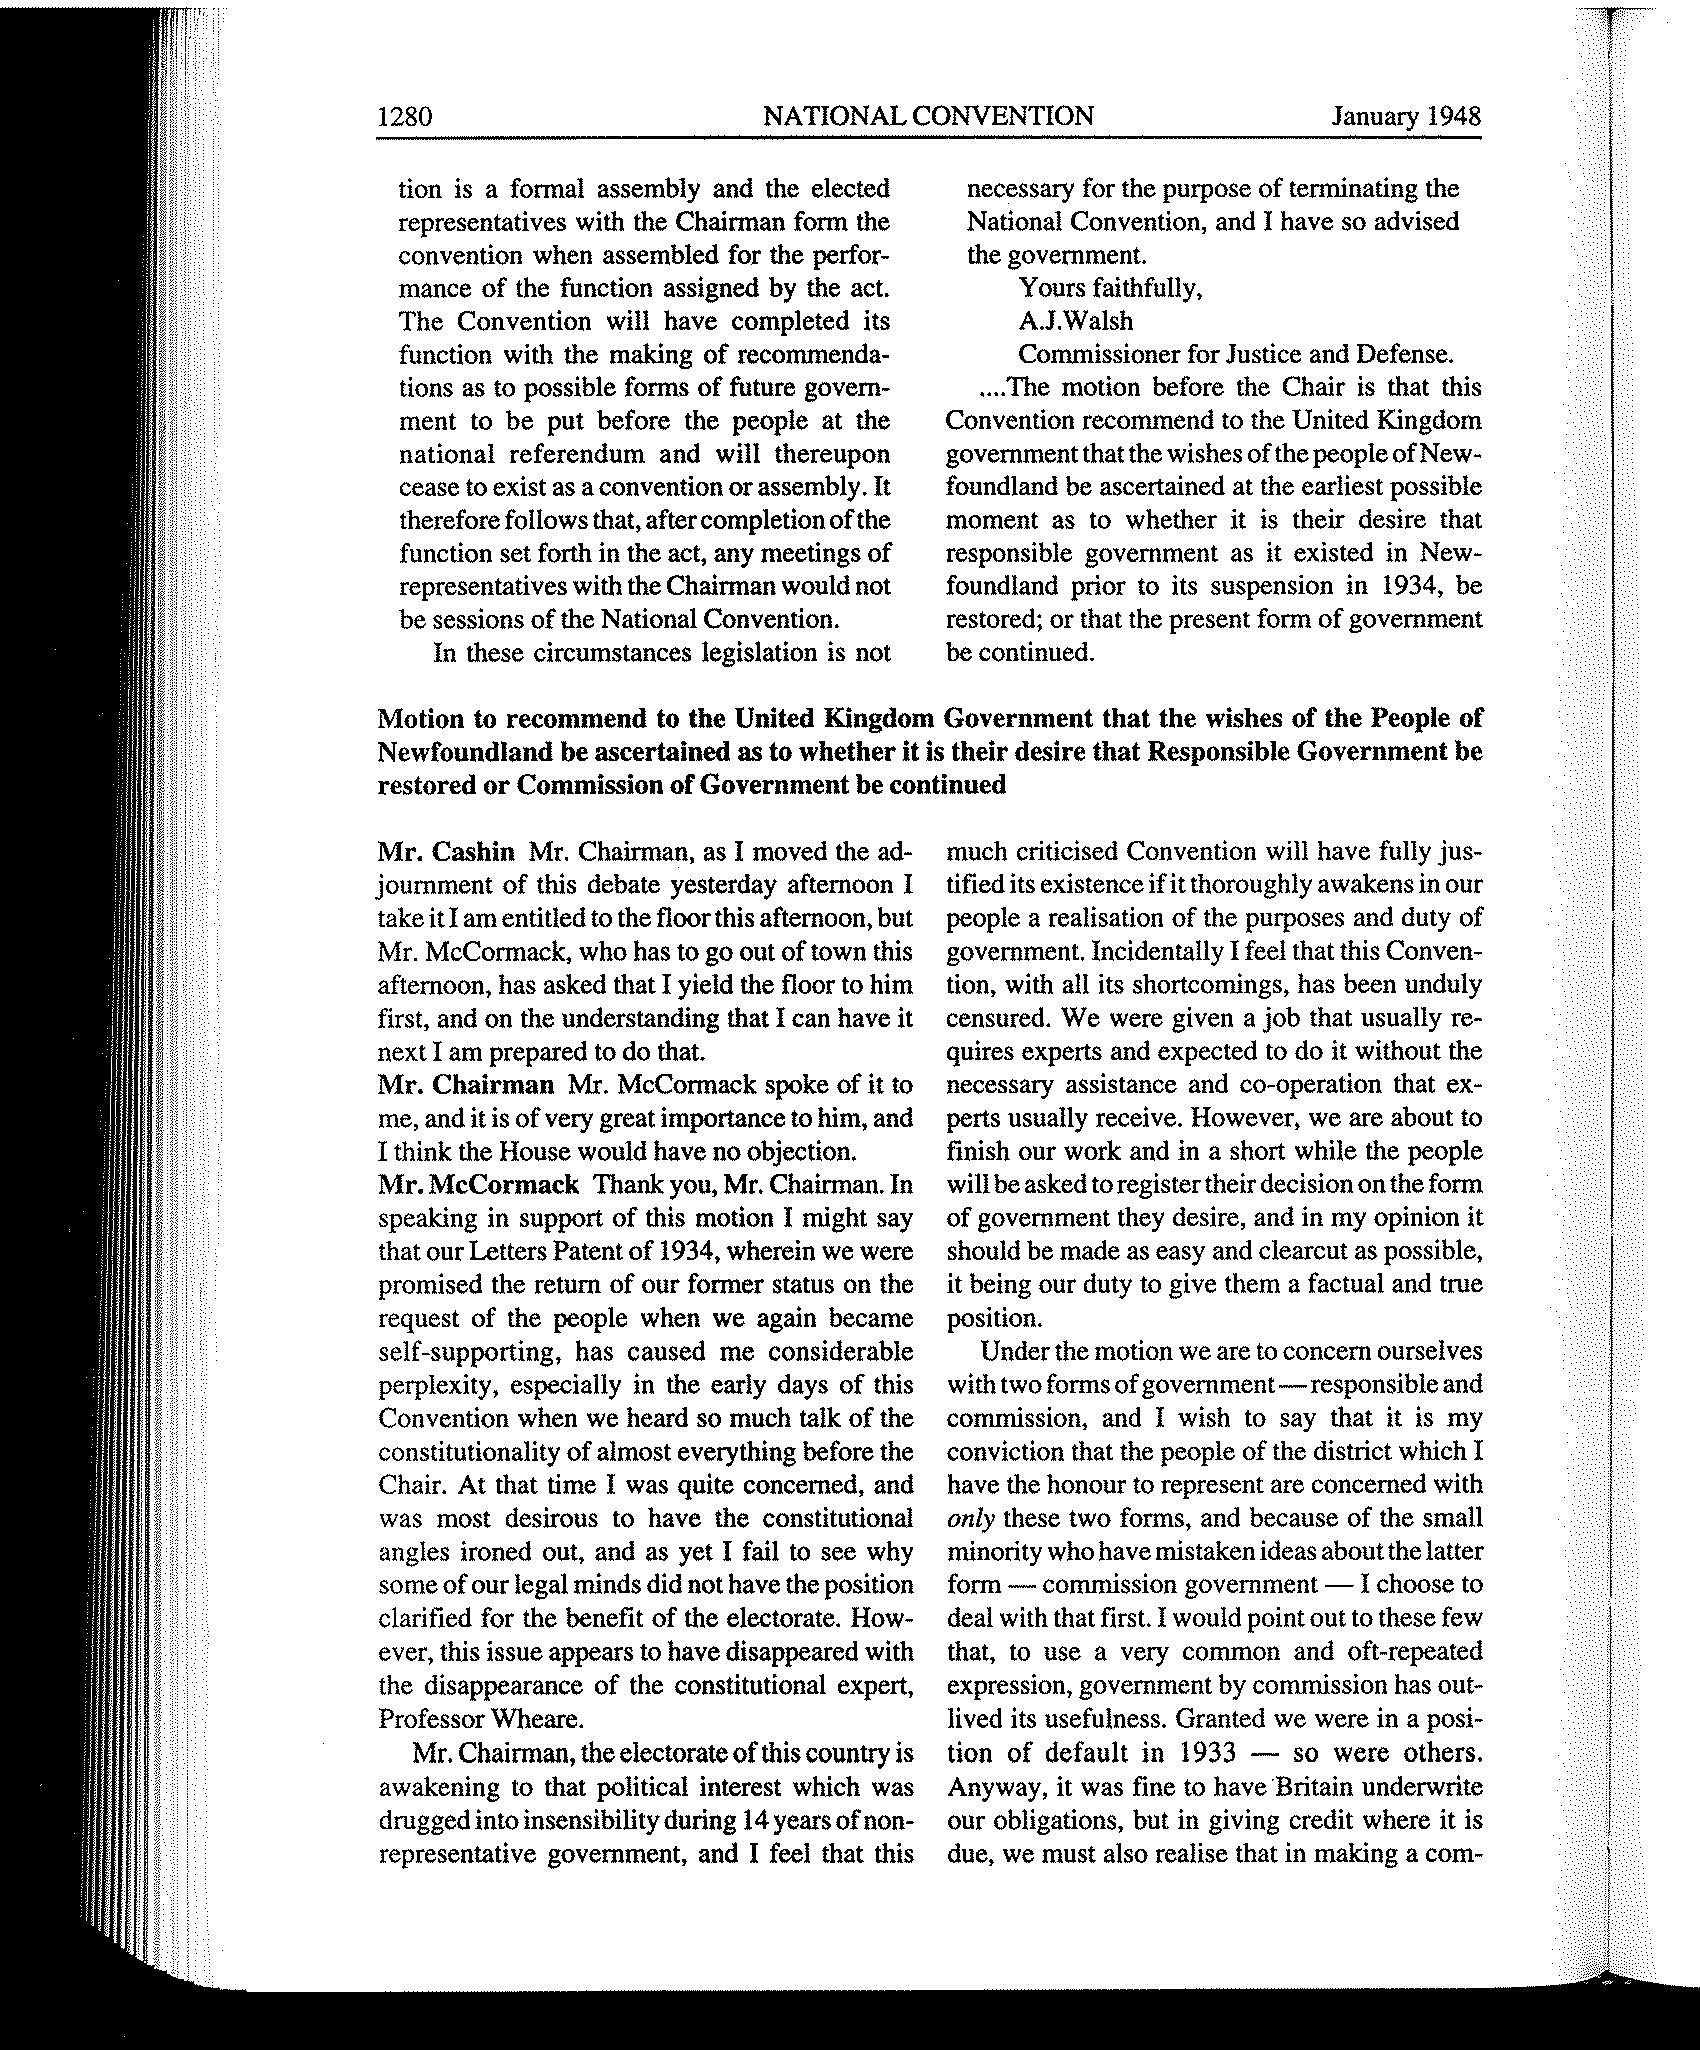 1280 NATIONAL CONVENTION January 1948
tion is a formal assembly and the elected
representatives with the Chairman form the
convention when assembled for the perfor-
mance of the function assigned by the act.
The Convention will have completed its
function with the making of recommenda-
tions as to possible forms of future govern-
ment to be put before the people at the
national referendum and will thereupon
cease to exist as a convention or assembly. It
therefore follows that, after completion of the
function set forth in the act, any meetings of
representatives with the Chairman would not
be sessions of the National Convention.
In these circumstances legislation is not
necessary for the purpose of terminating the
National Convention, and I have so advised
the government.
Yours faithfully,
A.J.Walsh
Commissioner for Justice and Defense.
....The motion before the Chair is that this
Convention recommend to the United Kingdom
government that the wishes of the people of New-
foundland be ascertained at the earliest possible
moment as to whether it is their desire that
responsible government as it existed in New-
foundland prior to its suspension in 1934, be
restored; or that the present form of government
be continued.
Motion to recommend to the United Kingdom Government that the wishes of the People of
Newfoundland be ascertained as to whether it is their desire that Responsible Government be
restored or Commission of Government be continued
Mr. Cashin Mr. Chairman, as I moved the ad-
journment of this debate yesterday afternoon I
take it I am entitled to the floor this afternoon, but
Mr. McCormack, who has to go out of town this
afternoon, has asked that I yield the floor to him
first, and on the understanding that I can have it
next I am prepared to do that.
Mr. Chairman Mr. McCormack spoke of it to
me, and it is of very great importance to him, and
I think the House would have no objection.
Mr. McCormack Thank you, Mr. Chairman. In
speaking in support of this motion I might say
that our Letters Patent of 1934, wherein we were
promised the return of our former status on the
request of the people when we again became
self-supporting, has caused me considerable
perplexity, especially in the early days of this
Convention when we heard so much talk of the
constitutionality of almost everything before the
Chair. At that time I was quite concerned, and
was most desirous to have the constitutional
angles ironed out, and as yet I fail to see why
some of our legal minds did not have the position
clarified for the benefit of the electorate. How-
ever, this issue appears to have disappeared with
the disappearance of the constitutional expert,
Professor Wheare.
Mr. Chairman, the electorate of this country is
awakening to that political interest which was
drugged into insensibility during 14 years of non-
representative government, and I feel that this
much criticised Convention will have fully jus-
tified its existence if it thoroughly awakens in our
people a realisation of the purposes and duty of
government. Incidentally I feel that this Conven-
tion, with all its shortcomings, has been unduly
censured. We were given a job that usually re-
quires experts and expected to do it without the
necessary assistance and co-operation that ex-
perts usually receive. However, we are about to
finish our work and in a short while the people
will be asked to register their decision on the form
of government they desire, and in my opinion it
should be made as easy and clearcut as possible,
it being our duty to give them a factual and true
position.
Under the motion we are to concern ourselves
with two forms of government — responsible and
commission, and I wish to say that it is my
conviction that the people of the district which I
have the honour to represent are concerned with
only these two forms, and because of the small
minority who have mistaken ideas about the latter
form — commission government — I choose to
deal with that first. I would point out to these few
that, to use a very common and oft-repeated
expression, government by commission has out-
lived its usefulness. Granted we were in a posi-
tion of default in 1933 — so were others.
Anyway, it was fine to have Britain underwrite
our obligations, but in giving credit where it is
due, we must also realise that in making a com-